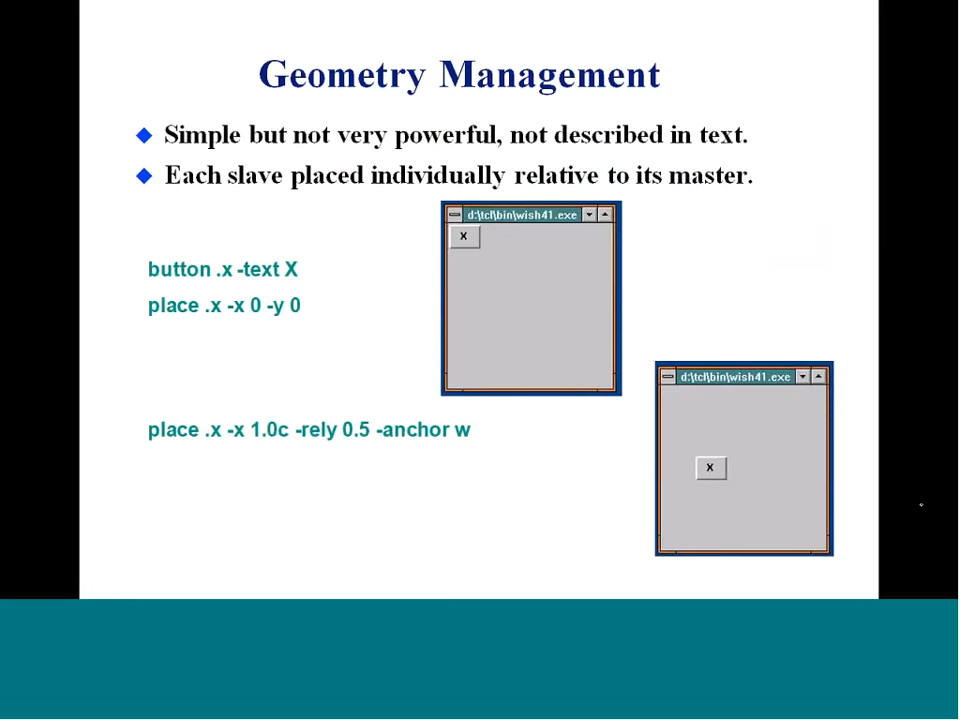 Geometry Management
Simple but not very powerful, not described in text.
Each slave placed individually relative to its master.
d:\tcl\bin\wish41.exe
X
button .x -text X
place .x -x 0 -y 0
d:\tcl\bin\wish41.exe
place .x -x 1.0c -rely 0.5 -anchor w
X